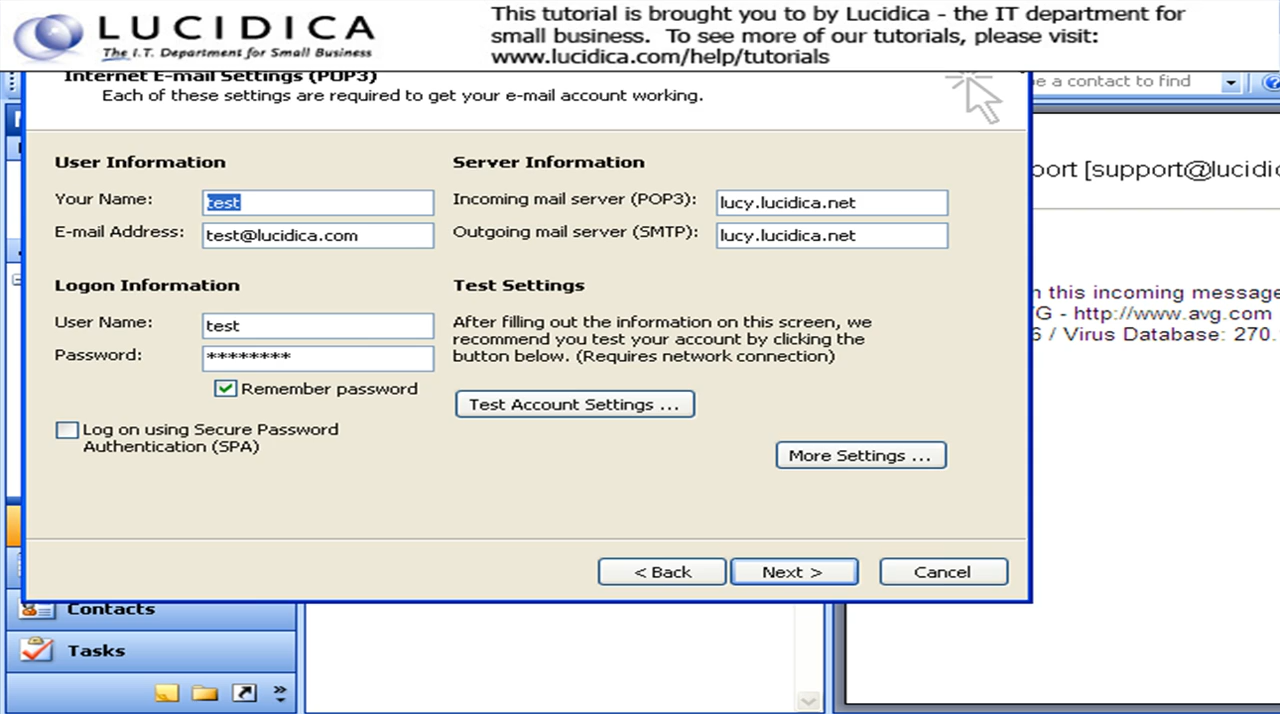 LUCIDICA
The I.T. Department for Small Business
This tutorial is brought you to by Lucidica - the IT department for
small business. To see more of our tutorials, please visit:
www.lucidica.com/help/tutorials
Internet E-mail Settings (POP3)
Each of these settings are required to get your e-mail account working.
e a contact to find
User Information
Your Name: test
E-mail Address: test@lucidica.com
Server Information
Incoming mail server (POP3): lucy.lucidica.net
Outgoing mail server (SMTP): lucy.lucidica.net
Logon Information
User Name: test
Password: ********
Remember password
Log on using Secure Password
Authentication (SPA)
Test Settings
After filling out the information on this screen, we
recommend you test your account by clicking the
button below. (Requires network connection)
Test Account Settings ...
More Settings ...
< Back
Next >
Cancel
port [support@lucidic
n this incoming message
G - http://www.avg.com
6 / Virus Database: 270.
Contacts
Tasks